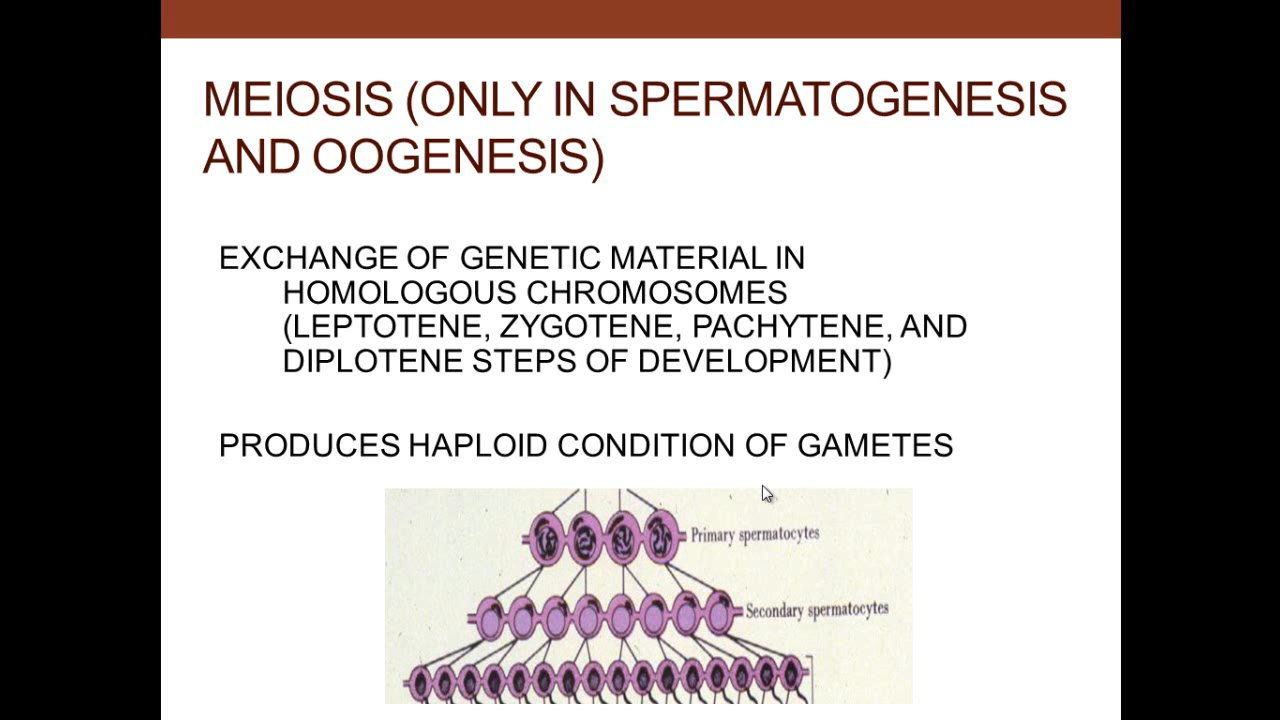 MEIOSIS (ONLY IN SPERMATOGENESIS
AND OOGENESIS)
EXCHANGE OF GENETIC MATERIAL IN
HOMOLOGOUS CHROMOSOMES
(LEPTOTENE, ZYGOTENE, PACHYTENE, AND
DIPLOTENE STEPS OF DEVELOPMENT)
PRODUCES HAPLOID CONDITION OF GAMETES
Primary spermatocytes
Secondary spermatocytes